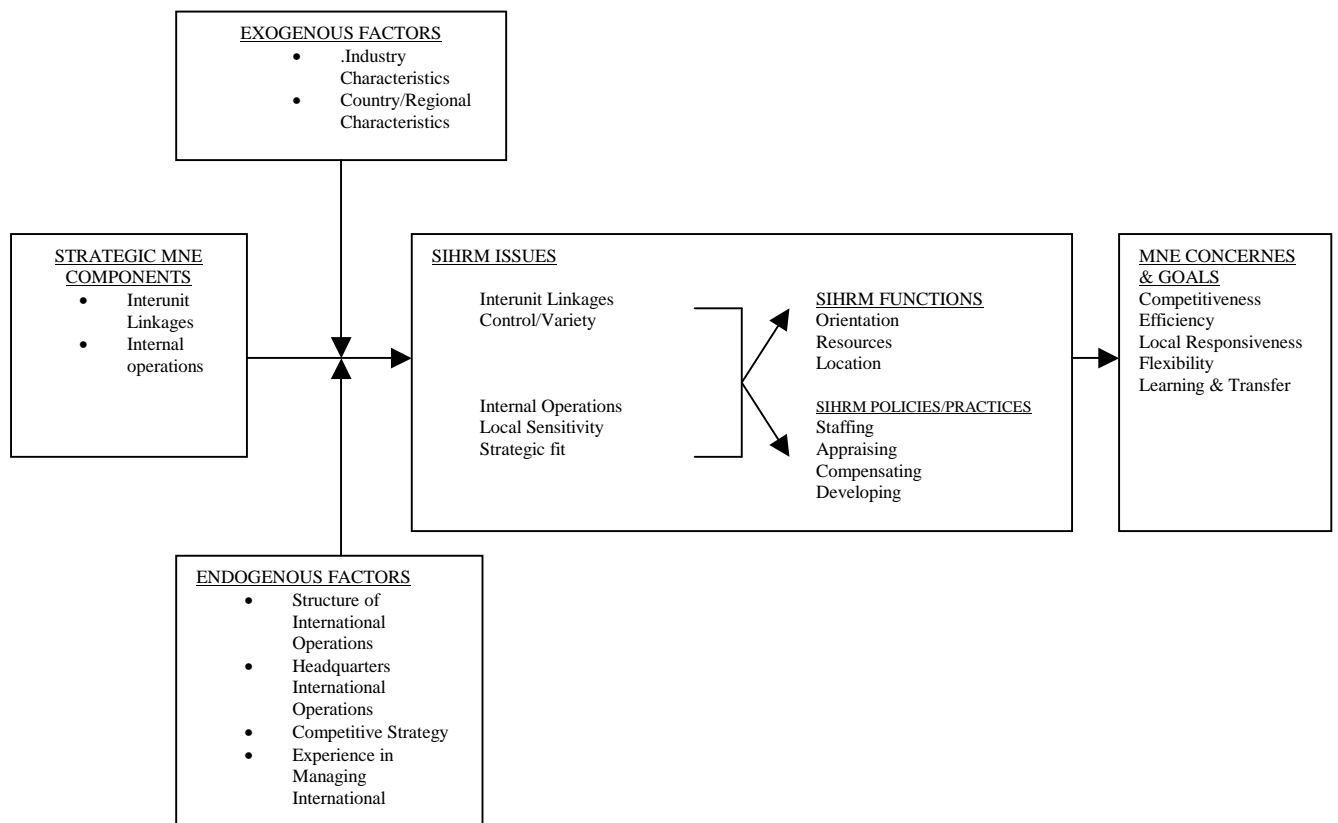 EXOGENOUS FACTORS
• .Industry
Characteristics
• Country/Regional
Characteristics
STRATEGIC MNE
COMPONENTS
• Interunit
Linkages
• Internal
operations
SIHRM ISSUES
Interunit Linkages
Control/Variety
Internal Operations
Local Sensitivity
Strategic fit
SIHRM FUNCTIONS
Orientation
Resources
Location
SIHRM POLICIES/PRACTICES
Staffing
Appraising
Compensating
Developing
MNE CONCERNES
& GOALS
Competitiveness
Efficiency
Local Responsiveness
Flexibility
Learning & Transfer
ENDOGENOUS FACTORS
• Structure of
International
Operations
• Headquarters
International
Operations
• Competitive Strategy
• Experience in
Managing
International